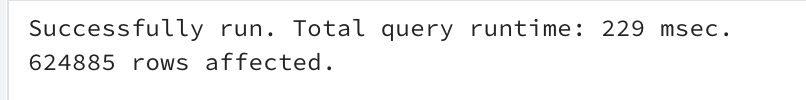 Successfully run. Total query runtime: 229 msec.
624885 rows affected.